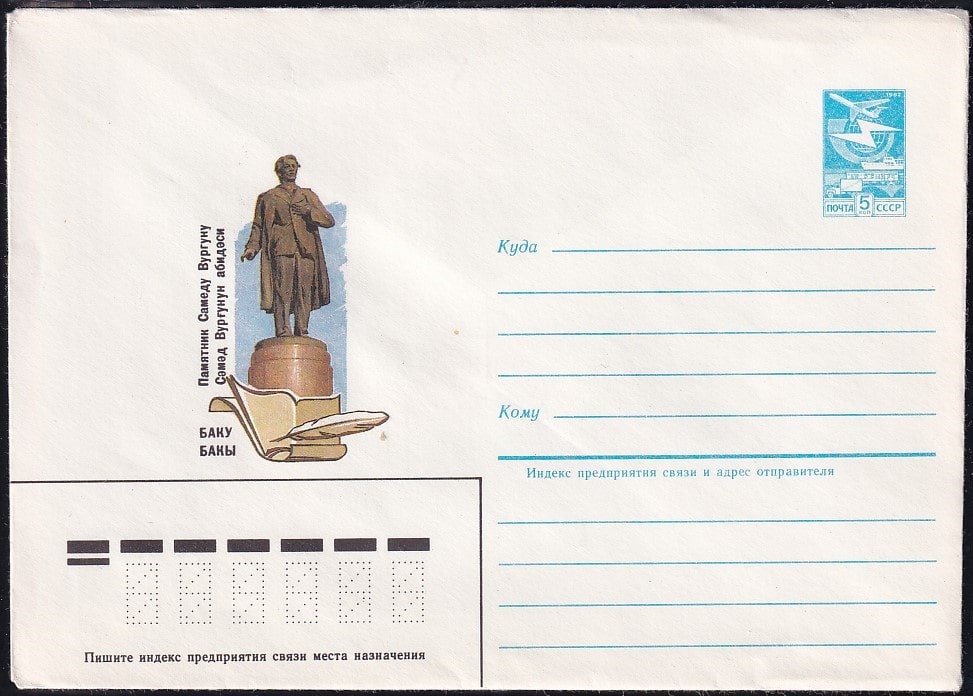 1982
ПОЧТА 5 КОП СССР
Памятник Самеду Вургуну
Сәмәд Вурғунун абидәси
БАКУ
БАКЫ
Куда
Кому
Индекс предприятия связи и адрес отправителя
Пишите индекс предприятия связи места назначения